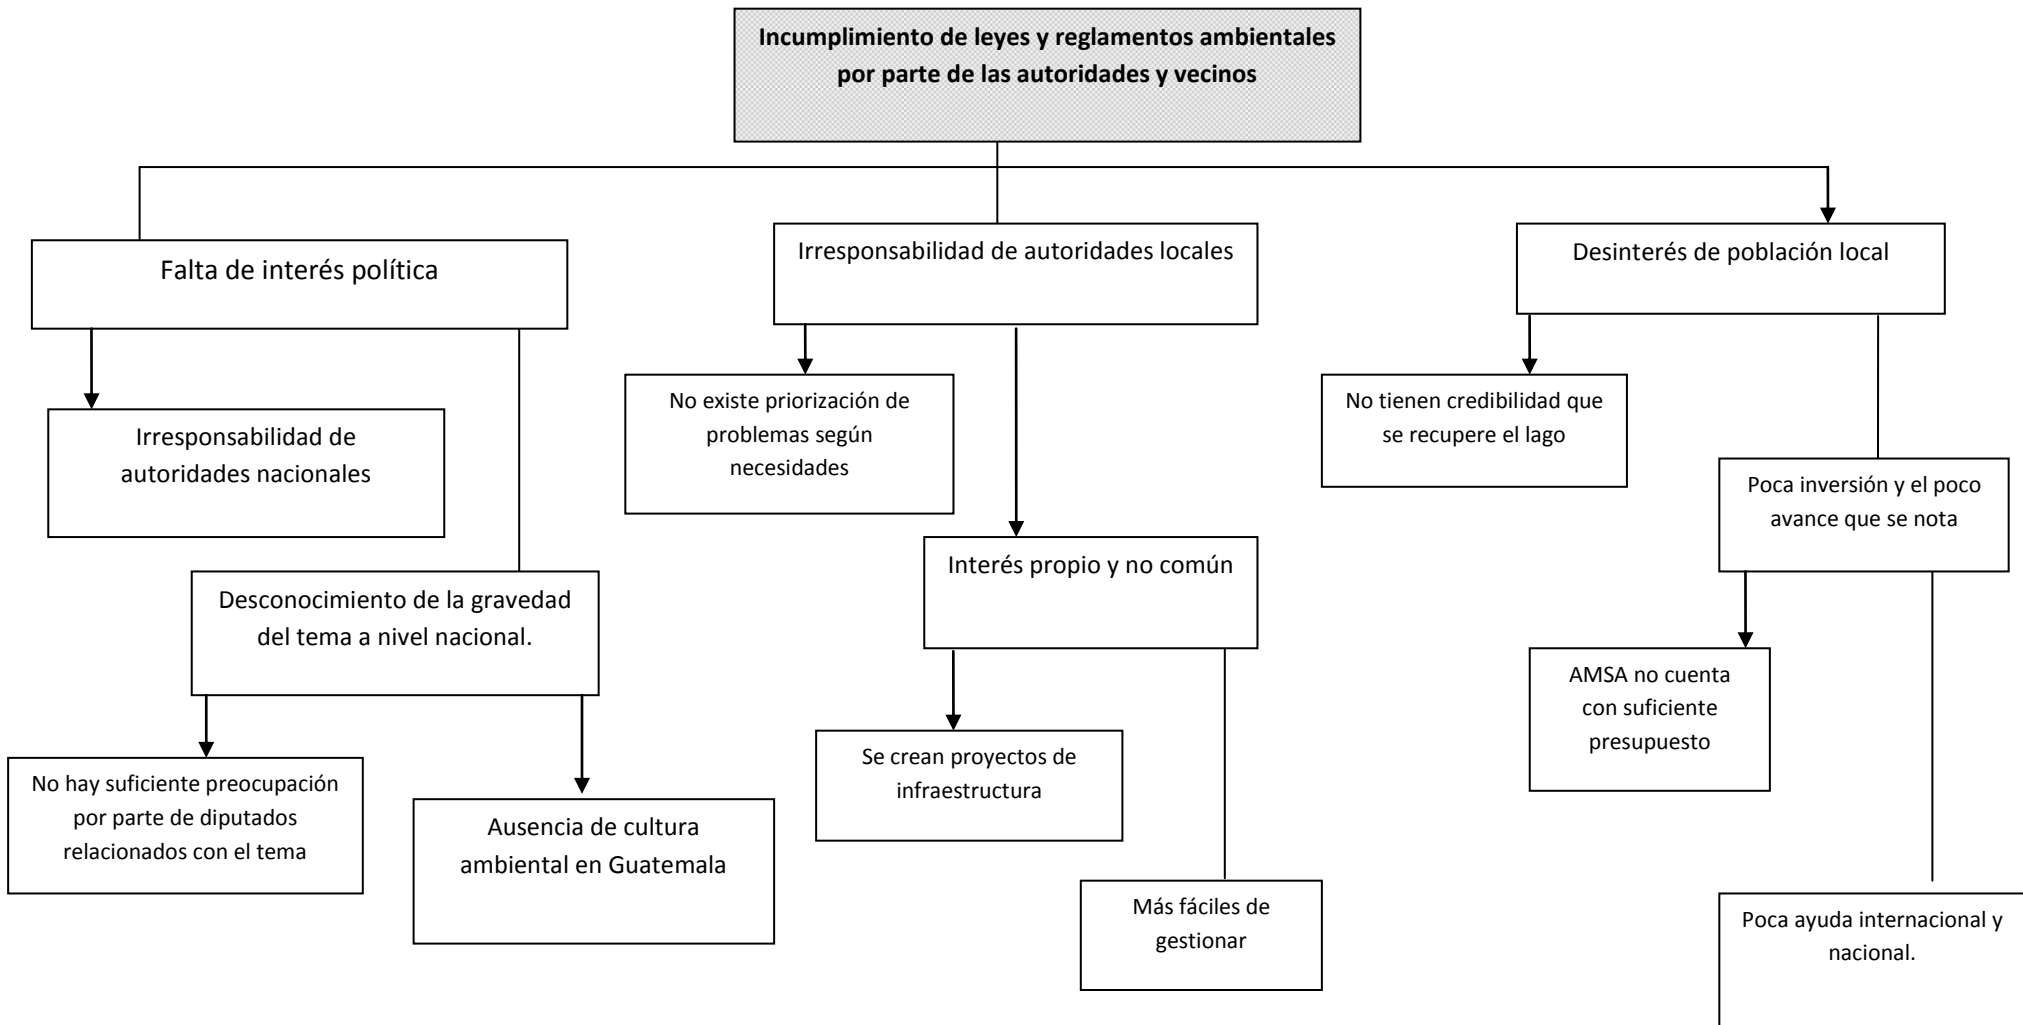 Incumplimiento de leyes y reglamentos ambientales
por parte de las autoridades y vecinos
Falta de interés política
Irresponsabilidad de autoridades locales
Desinterés de población local
Irresponsabilidad de
autoridades nacionales
No existe priorización de
problemas según
necesidades
No tienen credibilidad que
se recupere el lago
Poca inversión y el poco
avance que se nota
Desconocimiento de la gravedad
del tema a nivel nacional.
Interés propio y no común
AMSA no cuenta
con suficiente
presupuesto
No hay suficiente preocupación
por parte de diputados
relacionados con el tema
Ausencia de cultura
ambiental en Guatemala
Se crean proyectos de
infraestructura
Más fáciles de
gestionar
Poca ayuda internacional y
nacional.